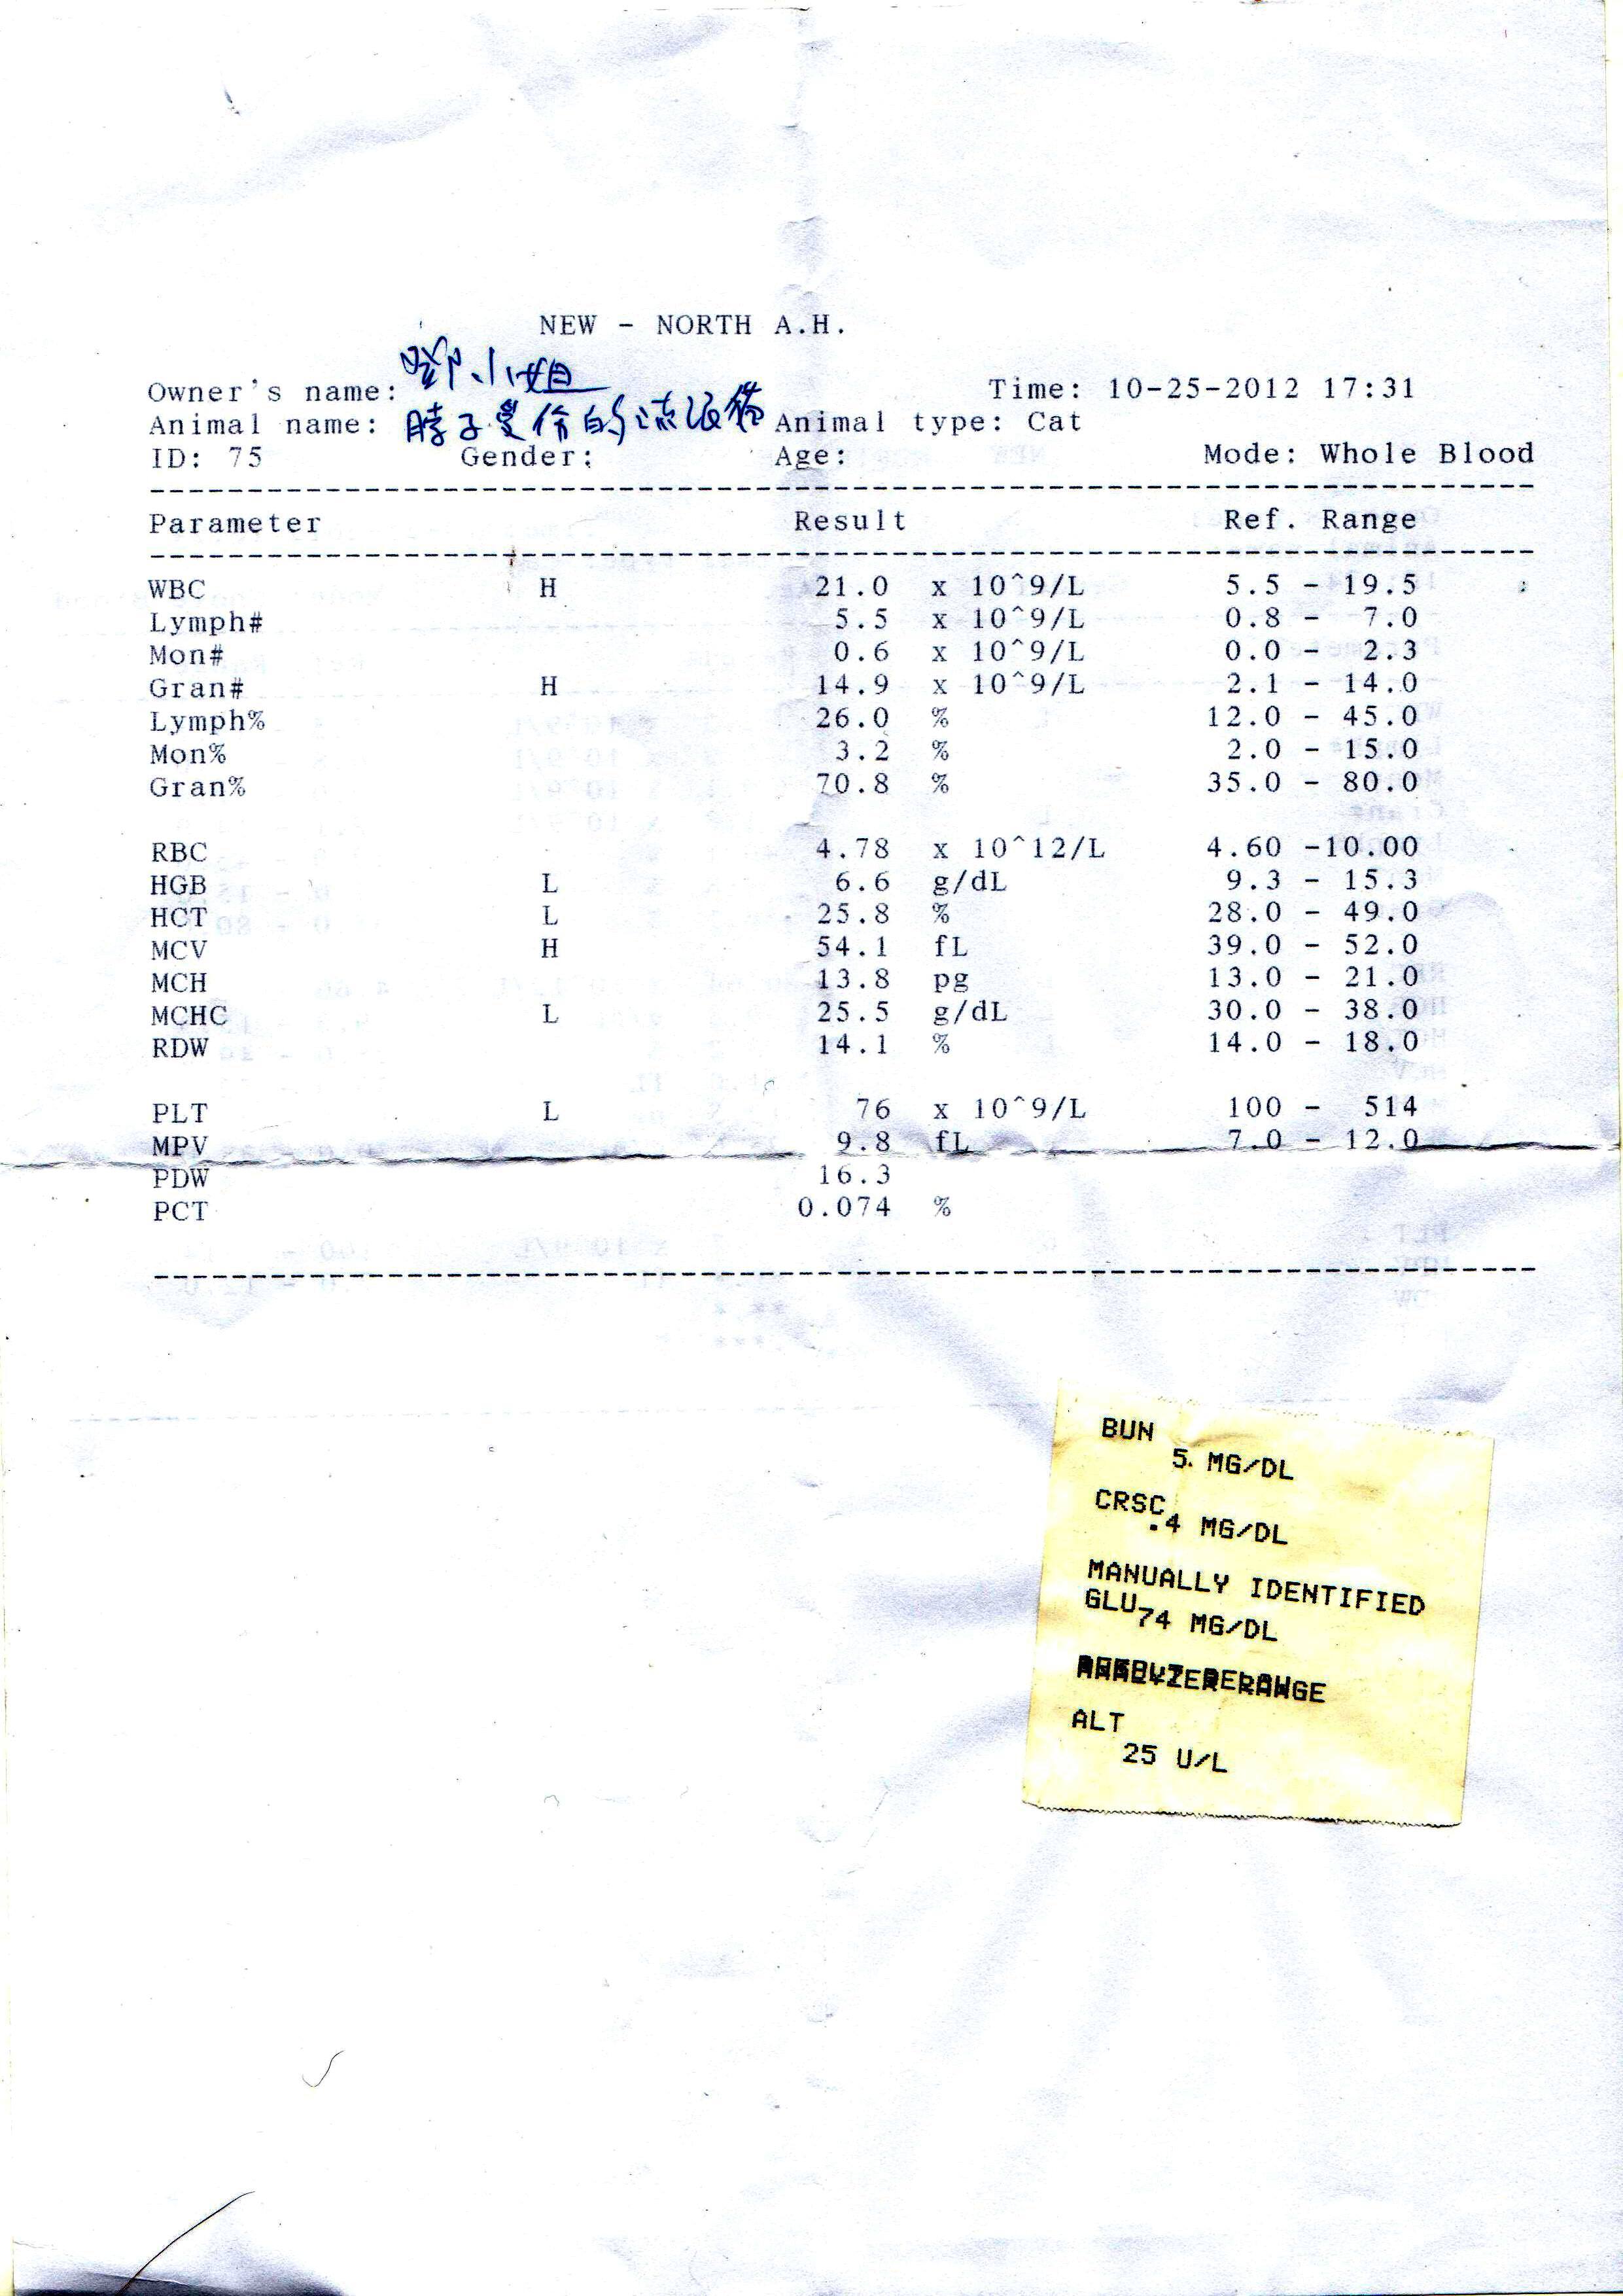 NEW - NORTH A.H.
Owner's name: 鄧小姐 Time: 10-25-2012 17:31
Animal name: 脖子受伤的流浪猫 Animal type: Cat
ID: 75 Gender: Age: Mode: Whole Blood
Parameter Result Ref. Range
WBC H 21.0 x 10^9/L 5.5 - 19.5
Lymph# 5.5 x 10^9/L 0.8 - 7.0
Mon# 0.6 x 10^9/L 0.0 - 2.3
Gran# H 14.9 x 10^9/L 2.1 - 14.0
Lymph% 26.0 % 12.0 - 45.0
Mon% 3.2 % 2.0 - 15.0
Gran% 70.8 % 35.0 - 80.0
RBC 4.78 x 10^12/L 4.60 -10.00
HGB L 6.6 g/dL 9.3 - 15.3
HCT L 25.8 % 28.0 - 49.0
MCV H 54.1 fL 39.0 - 52.0
MCH 13.8 pg 13.0 - 21.0
MCHC L 25.5 g/dL 30.0 - 38.0
RDW 14.1 % 14.0 - 18.0
PLT L 76 x 10^9/L 100 - 514
MPV 9.8 fL 7.0 - 12.0
PDW 16.3
PCT 0.074 %
BUN
5. MG/DL
CRSC
.4 MG/DL
MANUALLY IDENTIFIED
GLU
74 MG/DL
ALT
25 U/L